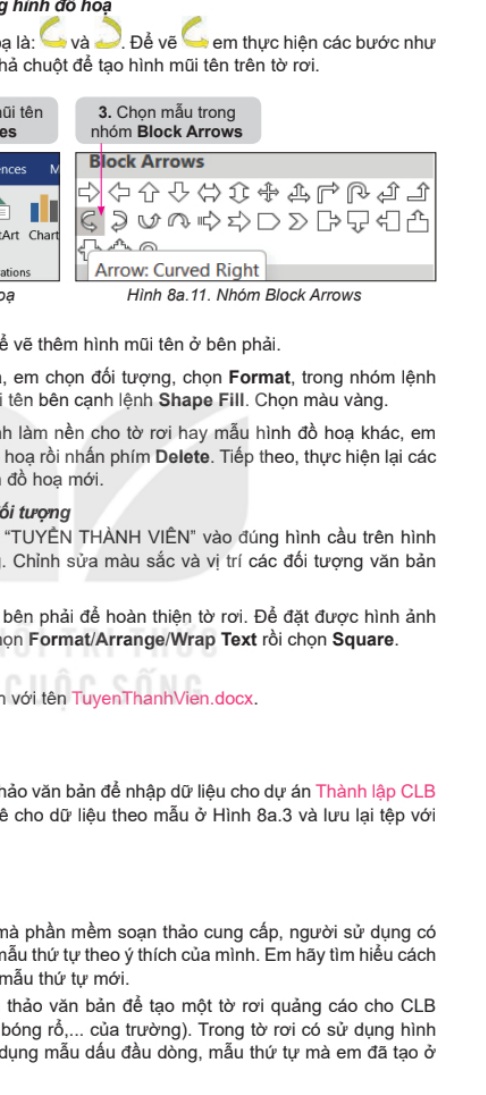 g hình đồ hoạ
ạ là: và . Để vẽ em thực hiện các bước như
hả chuột để tạo hình mũi tên trên tờ rơi.
ũi tên
es
3. Chọn mẫu trong
nhóm Block Arrows
nces M
tArt Chart
ations
Block Arrows
Arrow: Curved Right
oạ
Hình 8a.11. Nhóm Block Arrows
ể vẽ thêm hình mũi tên ở bên phải.
, em chọn đối tượng, chọn Format, trong nhóm lệnh
i tên bên cạnh lệnh Shape Fill. Chọn màu vàng.
nh làm nền cho tờ rơi hay mẫu hình đồ hoạ khác, em
hoạ rồi nhấn phím Delete. Tiếp theo, thực hiện lại các
đồ hoạ mới.
ối tượng
"TUYỂN THÀNH VIÊN" vào đúng hình cầu trên hình
. Chỉnh sửa màu sắc và vị trí các đối tượng văn bản
bên phải để hoàn thiện tờ rơi. Để đặt được hình ảnh
họn Format/Arrange/Wrap Text rồi chọn Square.
NỐI TRI THỨC
CUỘC SỐNG
n với tên TuyenThanhVien.docx.
hảo văn bản để nhập dữ liệu cho dự án Thành lập CLB
ê cho dữ liệu theo mẫu ở Hình 8a.3 và lưu lại tệp với
mà phần mềm soạn thảo cung cấp, người sử dụng có
mẫu thứ tự theo ý thích của mình. Em hãy tìm hiểu cách
mẫu thứ tự mới.
thảo văn bản để tạo một tờ rơi quảng cáo cho CLB
bóng rổ,... của trường). Trong tờ rơi có sử dụng hình
dụng mẫu dấu đầu dòng, mẫu thứ tự mà em đã tạo ở